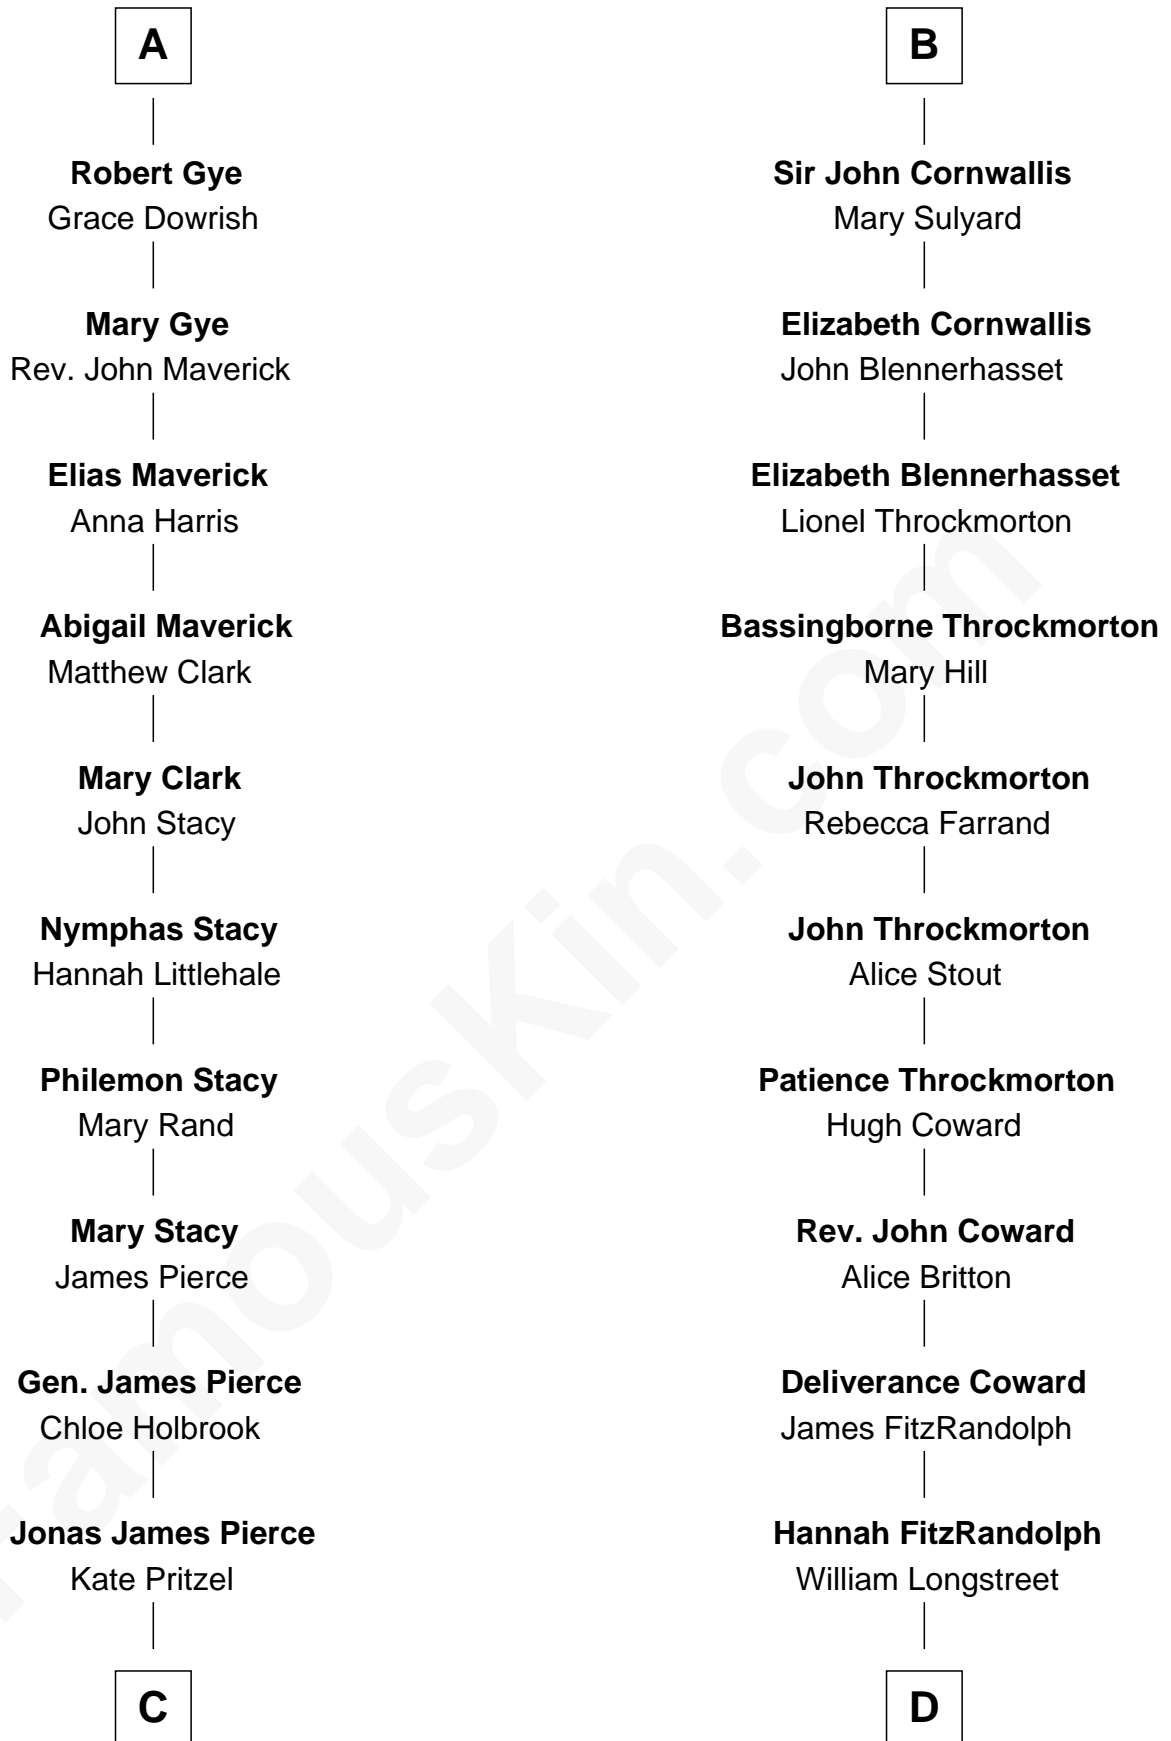 A
Robert Gye
Grace Dowrish
Mary Gye
Rev. John Maverick
Elias Maverick
Anna Harris
Abigail Maverick
Matthew Clark
Mary Clark
John Stacy
Nymphas Stacy
Hannah Littlehale
Philemon Stacy
Mary Rand
Mary Stacy
James Pierce
Gen. James Pierce
Chloe Holbrook
Jonas James Pierce
Kate Pritzel
C
B
Sir John Cornwallis
Mary Sulyard
Elizabeth Cornwallis
John Blennerhasset
Elizabeth Blennerhasset
Lionel Throckmorton
Bassingborne Throckmorton
Mary Hill
John Throckmorton
Rebecca Farrand
John Throckmorton
Alice Stout
Patience Throckmorton
Hugh Coward
Rev. John Coward
Alice Britton
Deliverance Coward
James FitzRandolph
Hannah FitzRandolph
William Longstreet
D
FamousKin.com